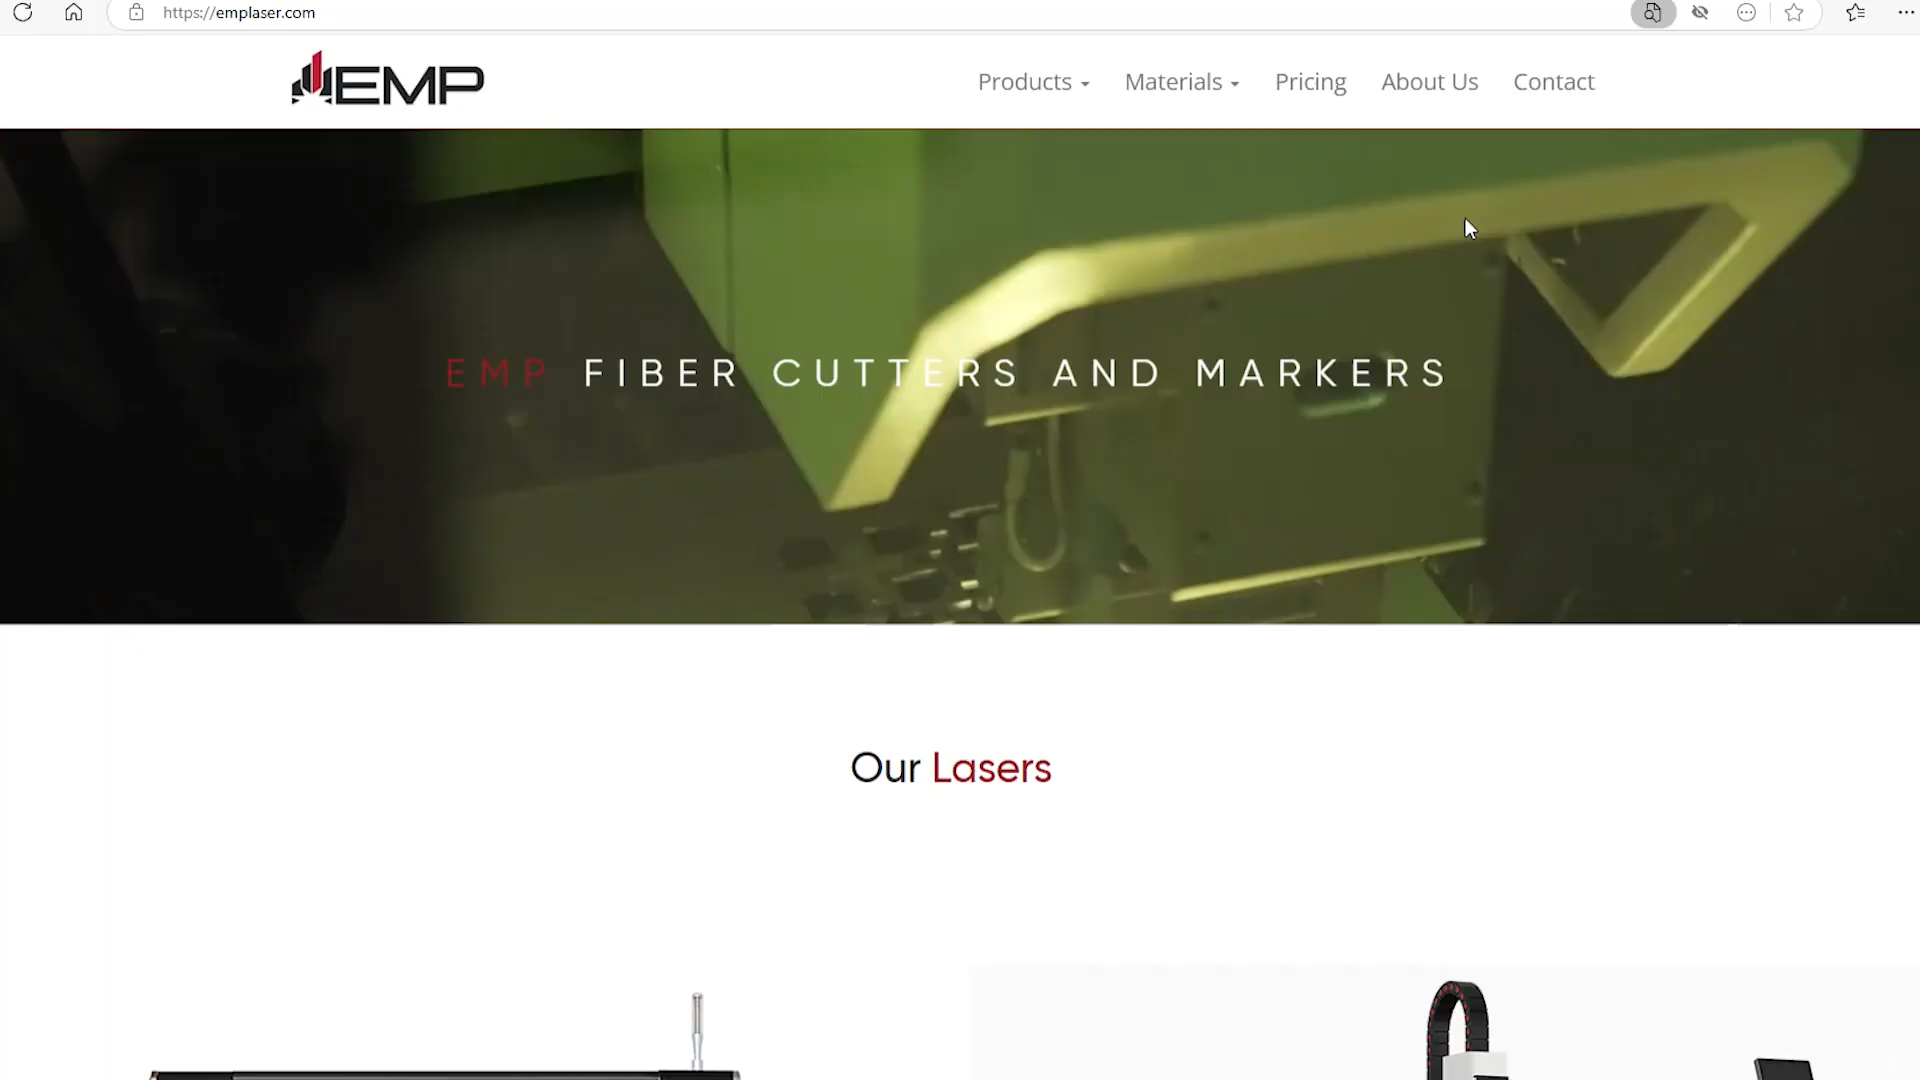 https://emplaser.com
EMP
Products
Materials
Pricing
About Us
Contact
EMP FIBER CUTTERS AND MARKERS
Our Lasers